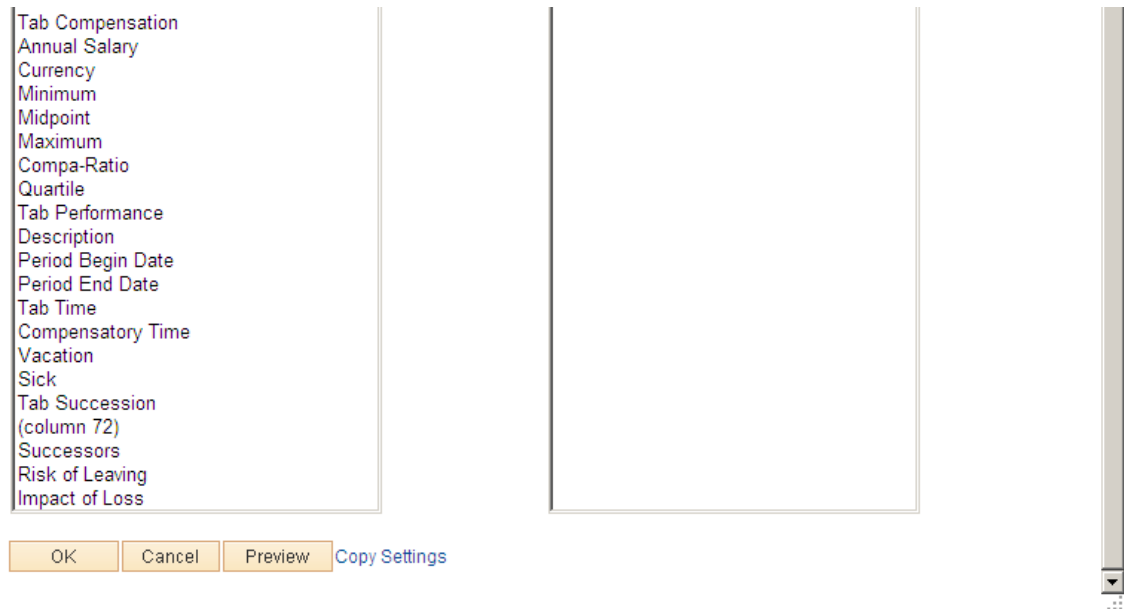 Tab Compensation
Annual Salary
Currency
Minimum
Midpoint
Maximum
Compa-Ratio
Quartile
Tab Performance
Description
Period Begin Date
Period End Date
Tab Time
Compensatory Time
Vacation
Sick
Tab Succession
(column 72)
Successors
Risk of Leaving
Impact of Loss
OK Cancel Preview Copy Settings